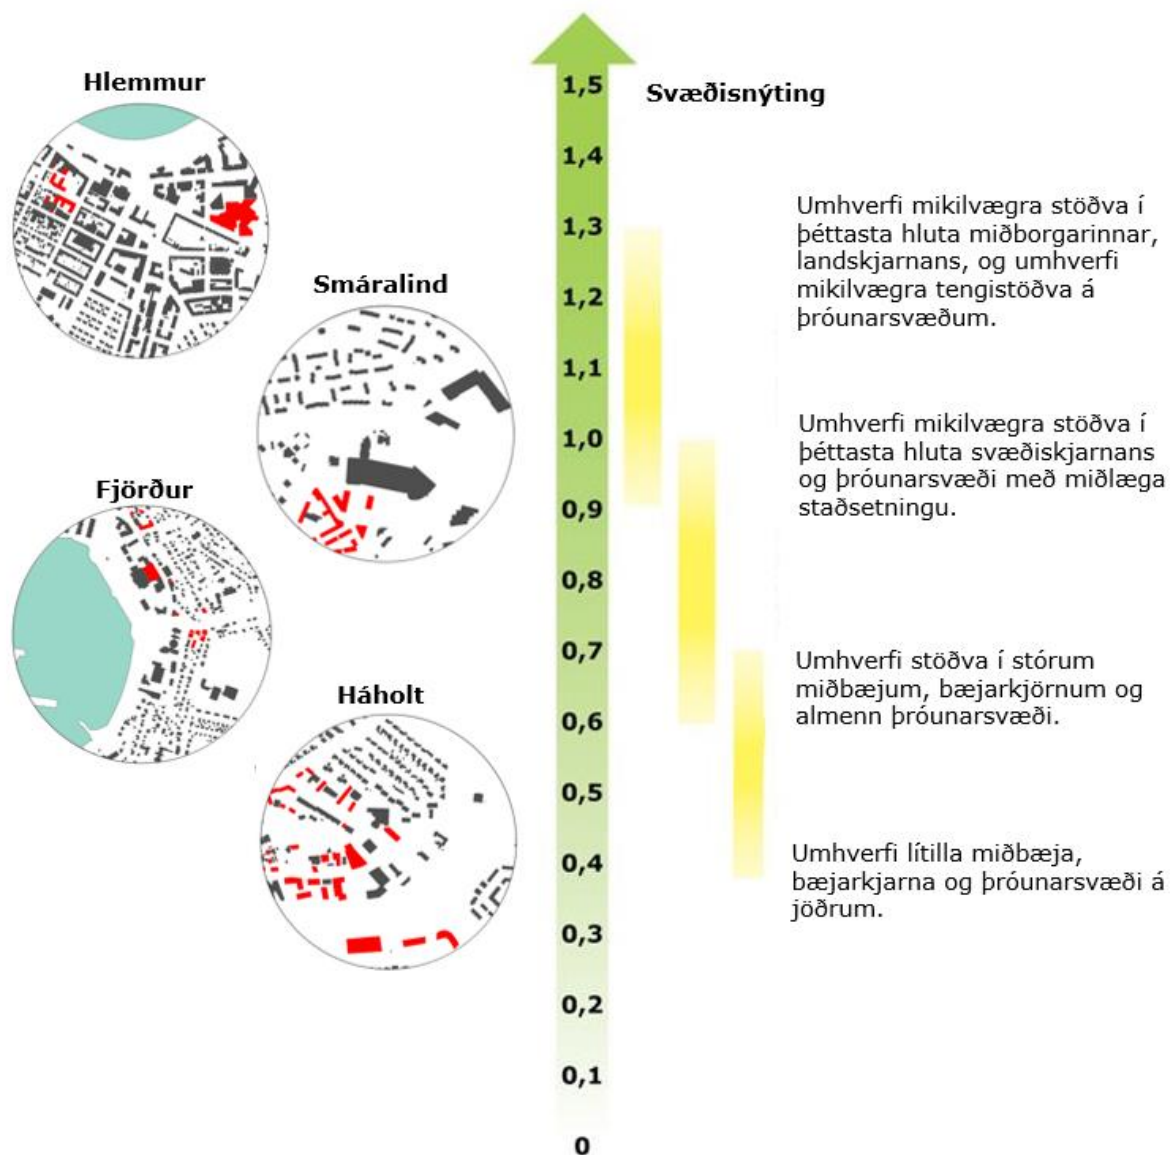 Hlemmur
Smáralind
Fjörður
Háholt
1,5
1,4
1,3
1,2
1,1
1,0
0,9
0,8
0,7
0,6
0,5
0,4
0,3
0,2
0,1
0
Svæðisnýting
Umhverfi mikilvægra stöðva í
þéttasta hluta miðborgarinnar,
landskjarnans, og umhverfi
mikilvægra tengistöðva á
þróunarsvæðum.
Umhverfi mikilvægra stöðva í
þéttasta hluta svæðiskjarnans
og þróunarsvæði með miðlæga
staðsetningu.
Umhverfi stöðva í stórum
miðbæjum, bæjarkjörnum og
almenn þróunarsvæði.
Umhverfi lítilla miðbæja,
bæjarkjarna og þróunarsvæði á
jöðrum.